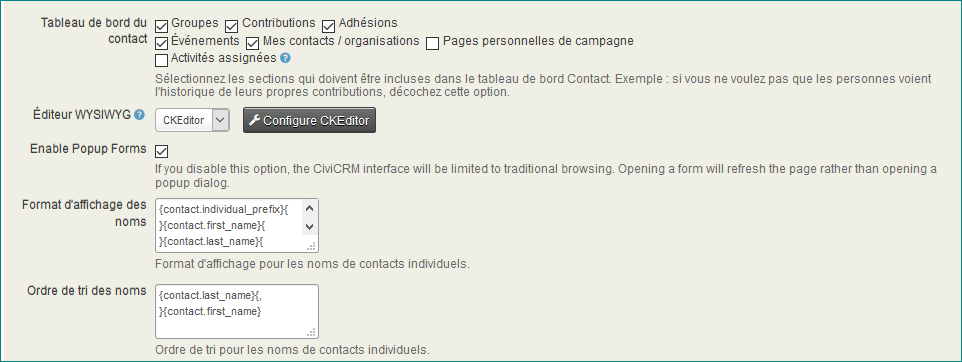 Tableau de bord du contact
Groupes Contributions Adhésions
Événements Mes contacts / organisations Pages personnelles de campagne
Activités assignées
Sélectionnez les sections qui doivent être incluses dans le tableau de bord Contact. Exemple : si vous ne voulez pas que les personnes voient
l'historique de leurs propres contributions, décochez cette option.
Éditeur WYSIWYG CKEditor Configure CKEditor
Enable Popup Forms
If you disable this option, the CiviCRM interface will be limited to traditional browsing. Opening a form will refresh the page rather than opening a
popup dialog.
Format d'affichage des
noms
{contact.individual_prefix}{
}{contact.first_name}{
}{contact.last_name}{
Format d'affichage pour les noms de contacts individuels.
Ordre de tri des noms
{contact.last_name}{,
}{contact.first_name}
Ordre de tri pour les noms de contacts individuels.